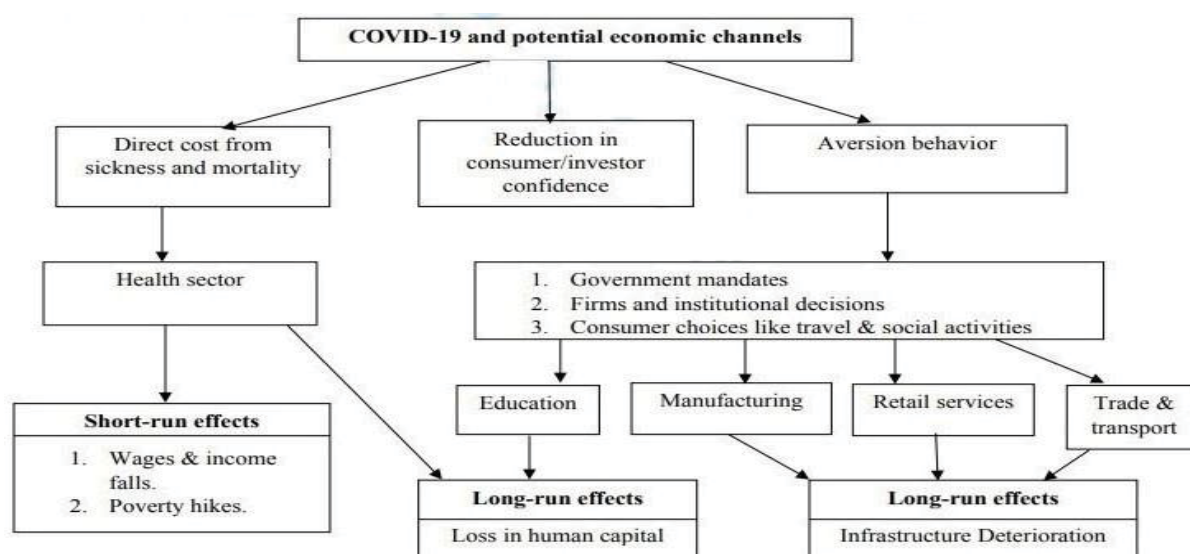 COVID-19 and potential economic channels
Direct cost from
sickness and mortality
Reduction in
consumer/investor
confidence
Aversion behavior
Health sector
1. Government mandates
2. Firms and institutional decisions
3. Consumer choices like travel & social activities
Education
Manufacturing
Retail services
Trade &
transport
Short-run effects
1. Wages & income
falls.
2. Poverty hikes.
Long-run effects
Loss in human capital
Long-run effects
Infrastructure Deterioration